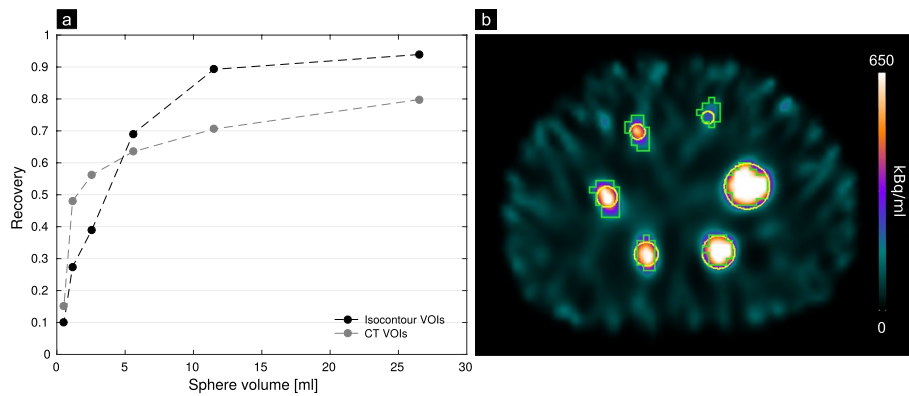 a
1
0.9
0.8
0.7
0.6
0.5
0.4
0.3
0.2
0.1
0
Recovery
0
5
10
15
20
25
30
Sphere volume [ml]
Isocontour VOIs
CT VOIs
b
650
kBq/ml
0